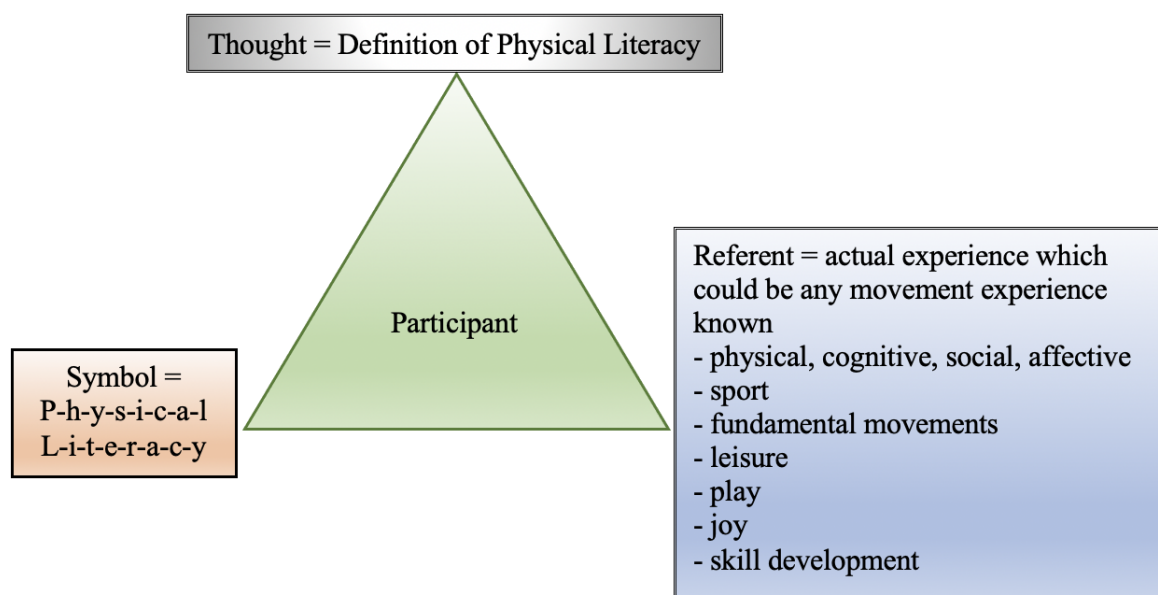 Thought = Definition of Physical Literacy
Participant
Symbol =
P-h-y-s-i-c-a-l
L-i-t-e-r-a-c-y
Referent = actual experience which
could be any movement experience
known
- physical, cognitive, social, affective
- sport
- fundamental movements
- leisure
- play
- joy
- skill development